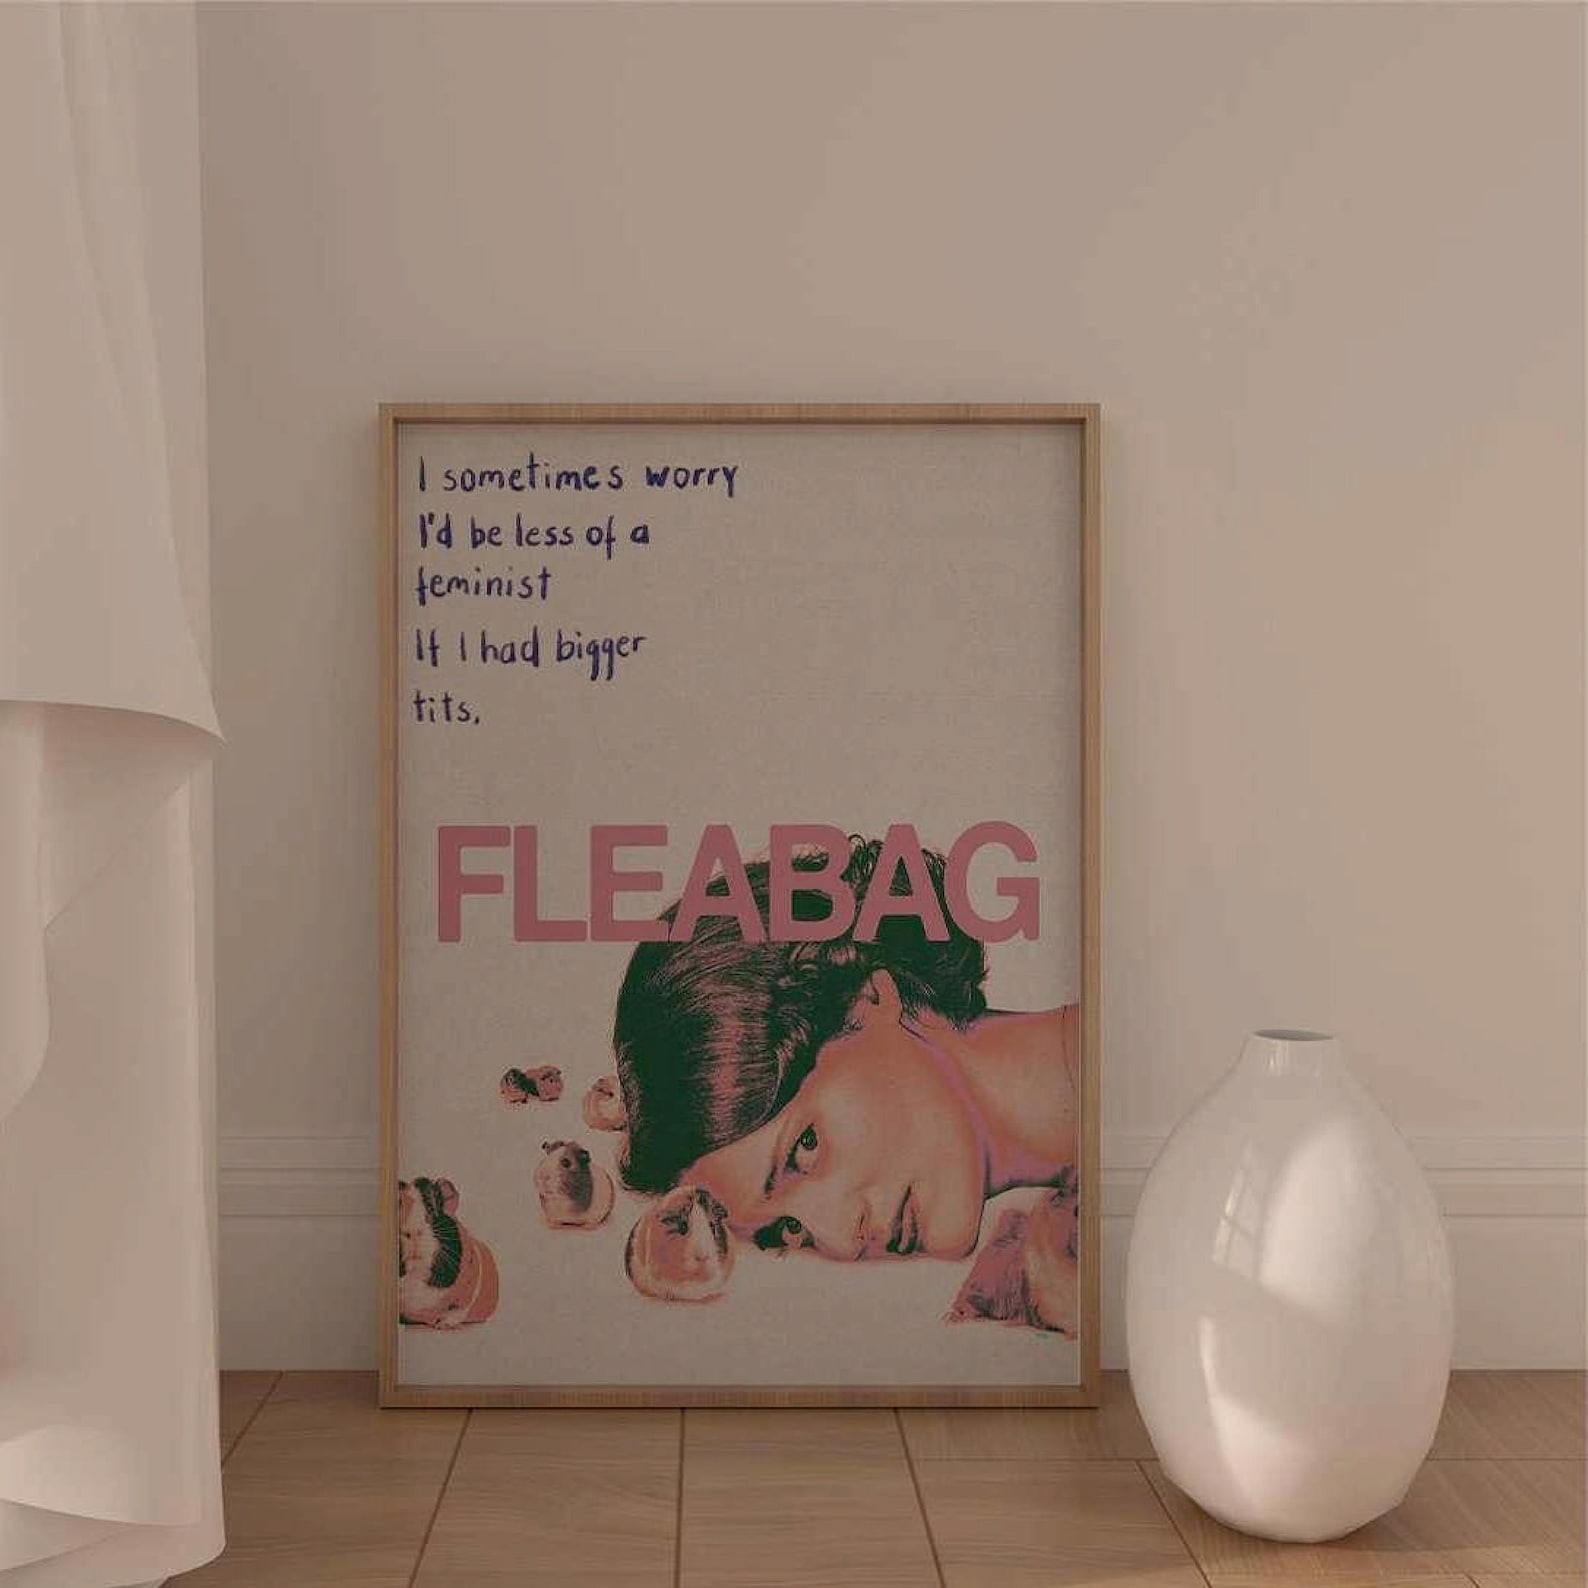 I sometimes worry
I'd be less of a
feminist
If I had bigger
tits.
FLEABAG